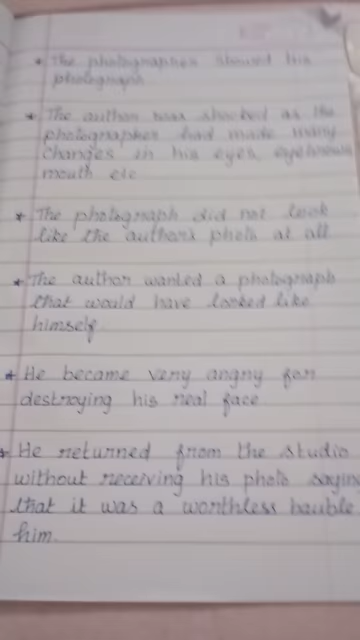 * The photographer showed his
photograph
* The author was shocked as the
photographer had made many
changes in his eyes, eyebrows
mouth etc
* The photograph did not look
like the author's photo at all
* The author wanted a photograph
that would have looked like
himself.
* He became very angry for
destroying his real face
* He returned from the studio
without receiving his photo saying
that it was a worthless bauble
him.